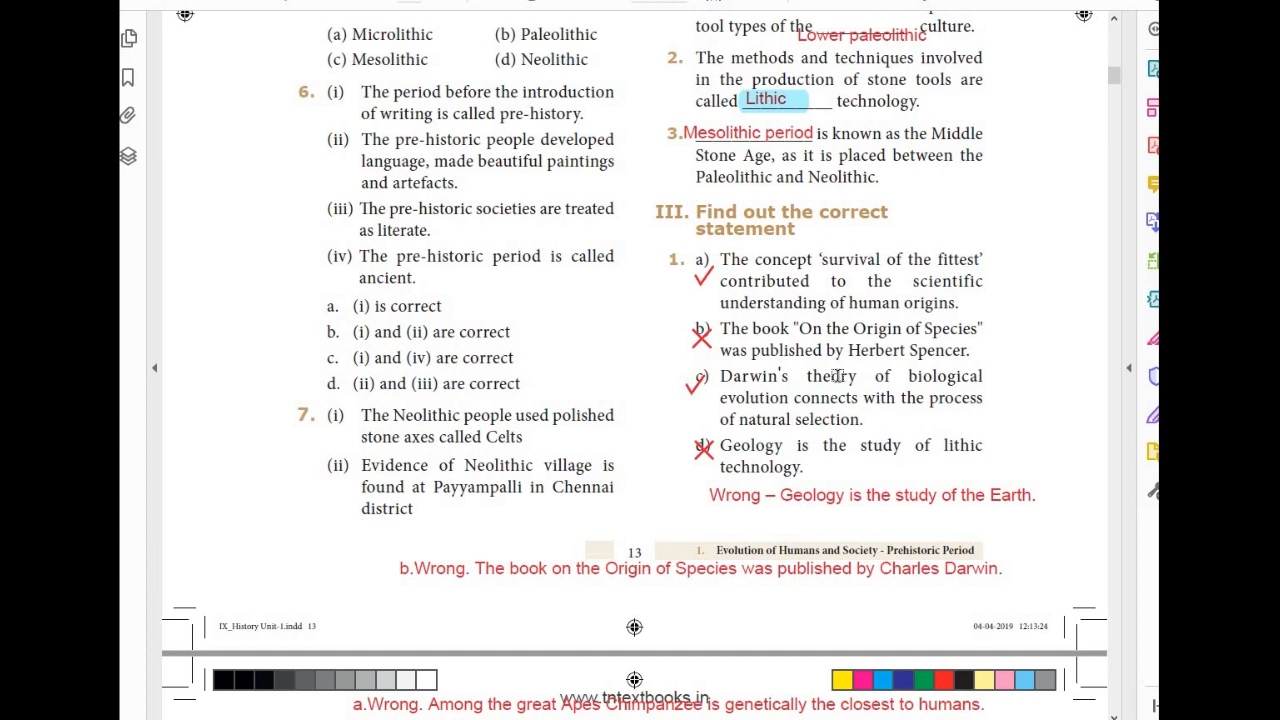 (a) Microlithic (b) Paleolithic
(c) Mesolithic (d) Neolithic
6. (i) The period before the introduction
of writing is called pre-history.
(ii) The pre-historic people developed
language, made beautiful paintings
and artefacts.
(iii) The pre-historic societies are treated
as literate.
(iv) The pre-historic period is called
ancient.
a. (i) is correct
b. (i) and (ii) are correct
c. (i) and (iv) are correct
d. (ii) and (iii) are correct
7. (i) The Neolithic people used polished
stone axes called Celts
(ii) Evidence of Neolithic village is
found at Payyampalli in Chennai
district
tool types of the Lower paleolithic culture.
2. The methods and techniques involved
in the production of stone tools are
called Lithic technology.
3. Mesolithic period is known as the Middle
Stone Age, as it is placed between the
Paleolithic and Neolithic.
III. Find out the correct
statement
1. a) The concept ‘survival of the fittest’
contributed to the scientific
understanding of human origins.
b) The book "On the Origin of Species"
was published by Herbert Spencer.
c) Darwin's theory of biological
evolution connects with the process
of natural selection.
d) Geology is the study of lithic
technology.
Wrong – Geology is the study of the Earth.
13 1. Evolution of Humans and Society - Prehistoric Period
b.Wrong. The book on the Origin of Species was published by Charles Darwin.
IX_History Unit-1.indd 13 04-04-2019 12:13:24
www.tntextbooks.in
a.Wrong. Among the great Apes Chimpanzee is genetically the closest to humans.